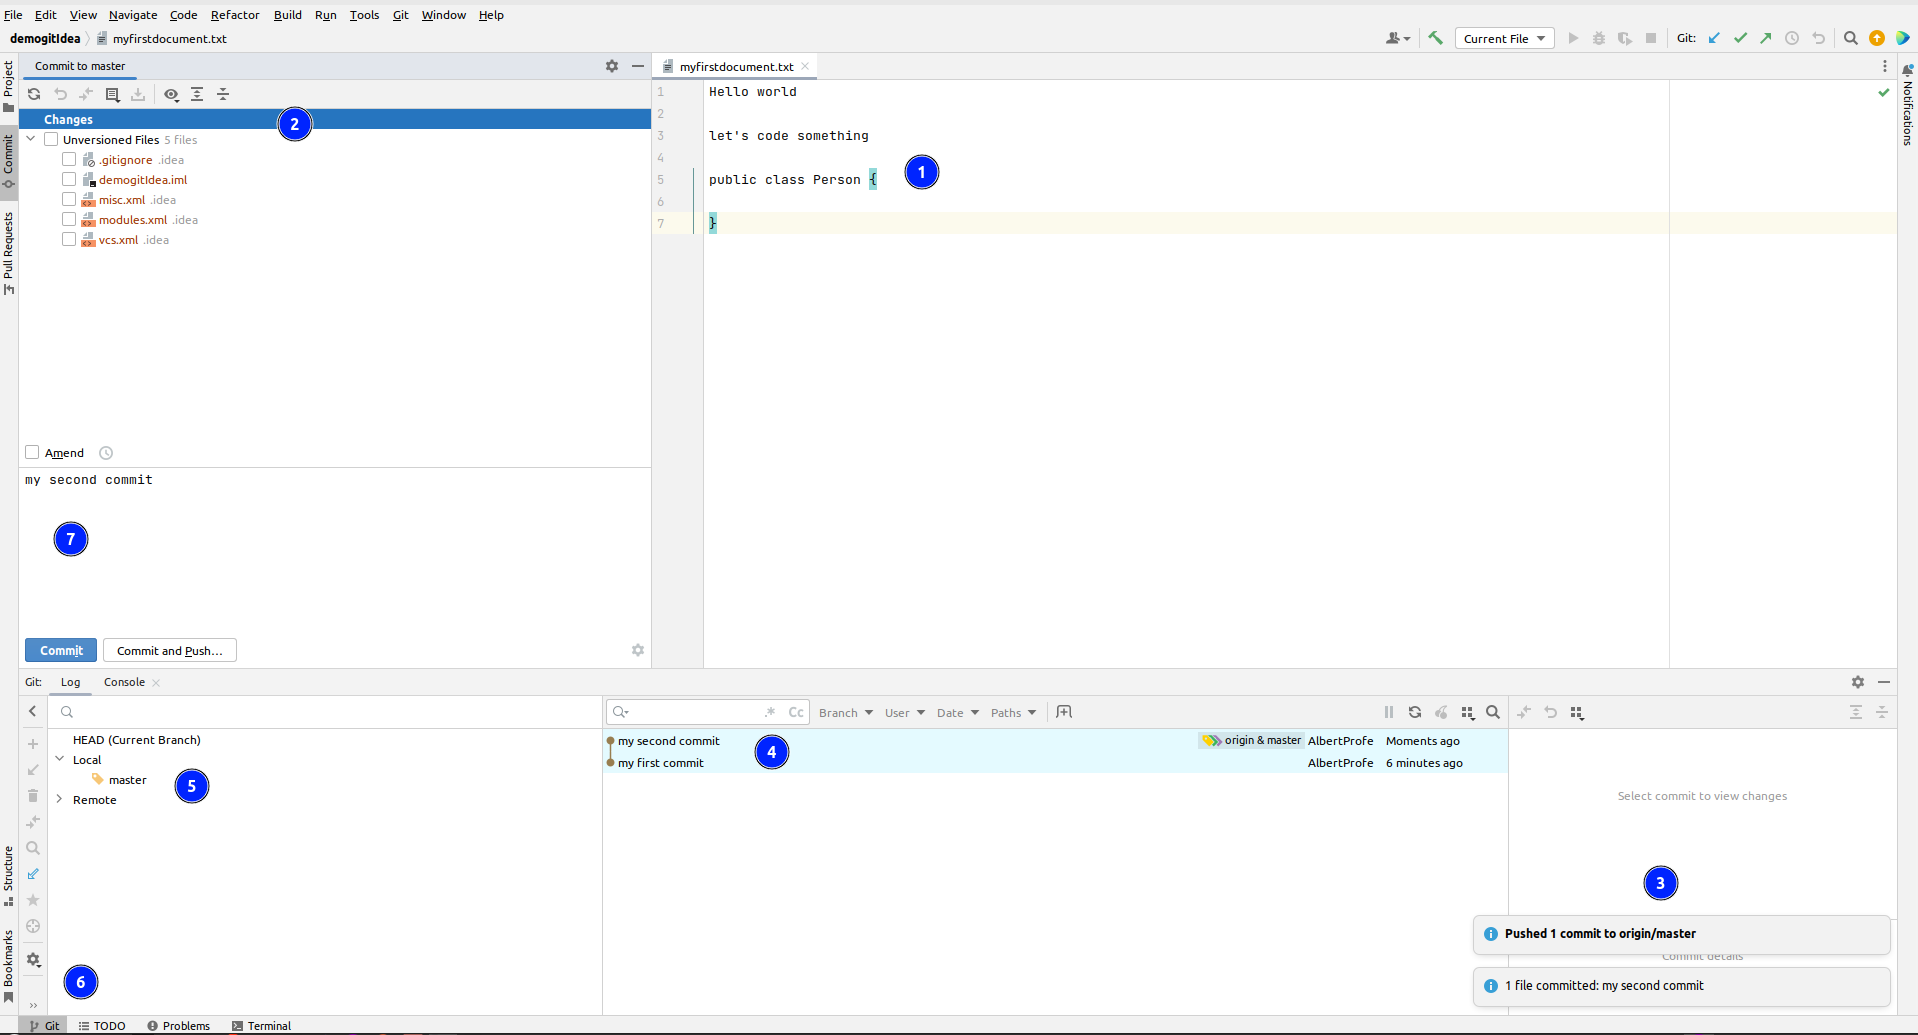 File Edit View Navigate Code Refactor Build Run Tools Git Window Help
demogitIdea myfirstdocument.txt
Current File Git:
Project
Commit
Pull Requests
Structure
Bookmarks
Notifications
Commit to master
Changes
2
Unversioned Files 5 files
.gitignore .idea
demogitIdea.iml
misc.xml .idea
modules.xml .idea
vcs.xml .idea
Amend
my second commit
7
Commit Commit and Push...
myfirstdocument.txt
1 Hello world
2
3 let's code something
4
5 public class Person {
1
6
7 }
Git: Log Console
HEAD (Current Branch)
Local
master
5
Remote
6
.* Cc Branch User Date Paths
my second commit origin & master AlbertProfe Moments ago
4
my first commit AlbertProfe 6 minutes ago
Select commit to view changes
3
Pushed 1 commit to origin/master
Commit details
1 file committed: my second commit
Git TODO Problems Terminal